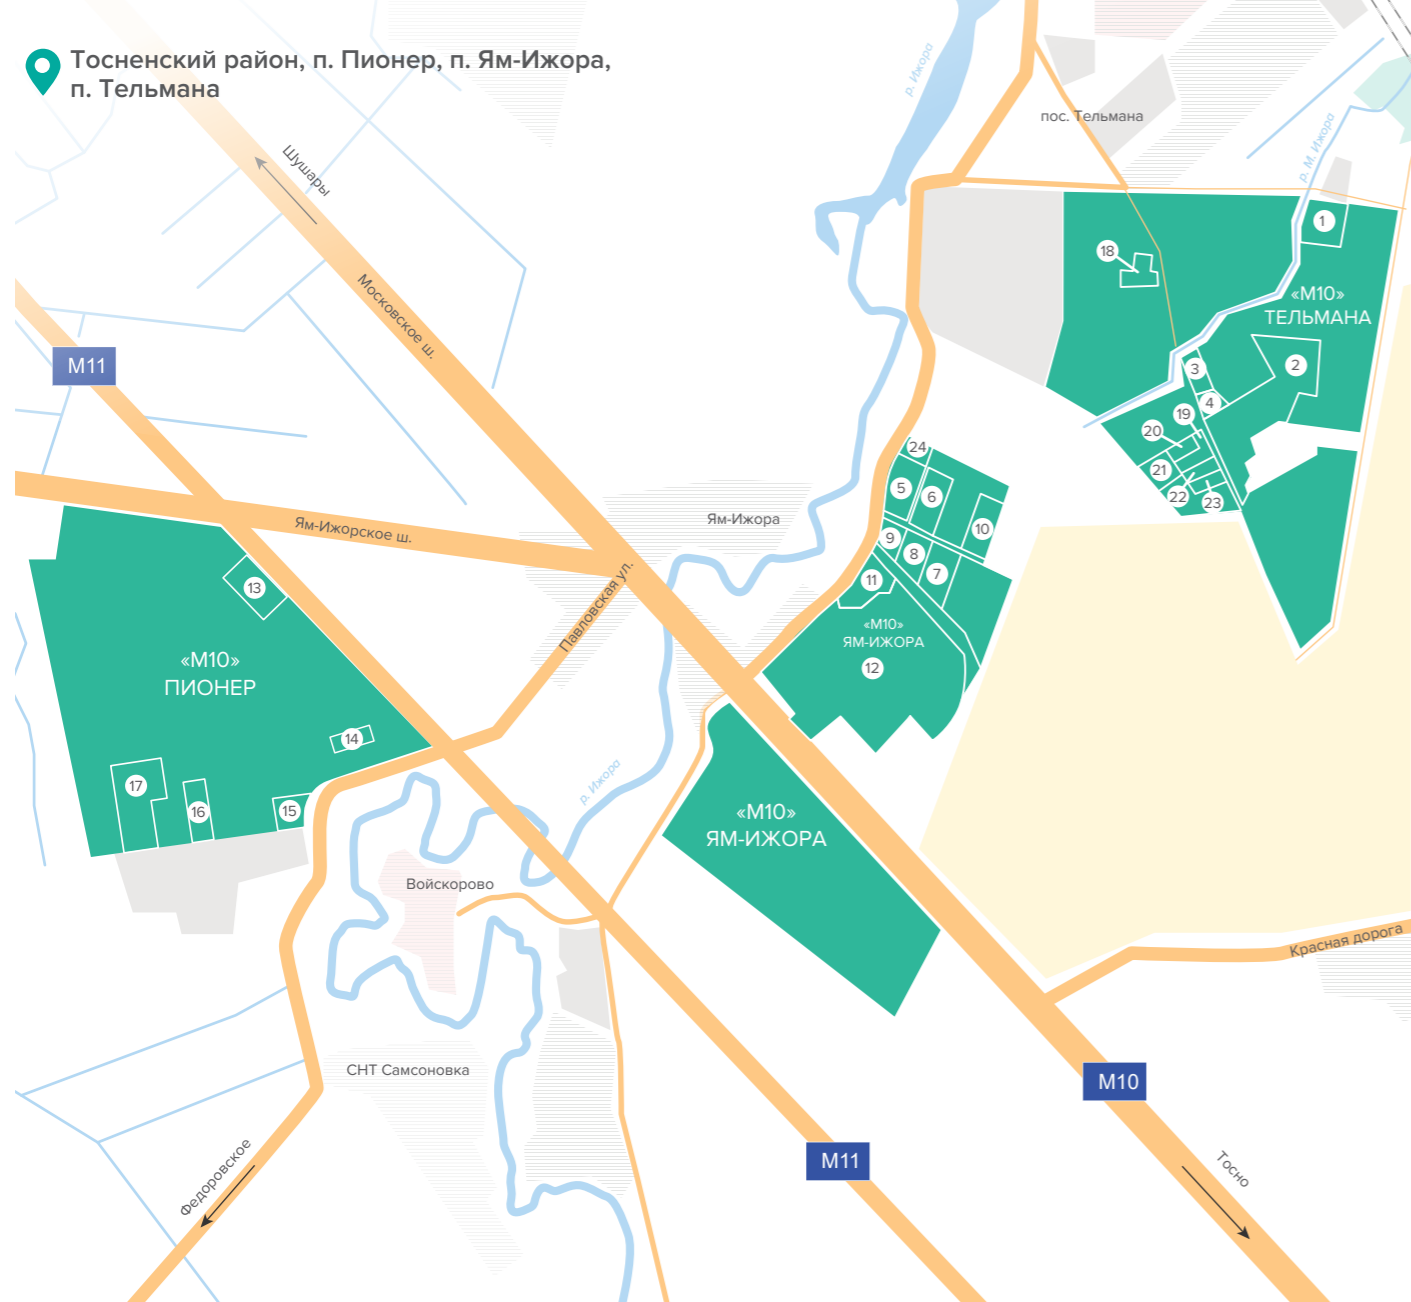 Тосненский район, п. Пионер, п. Ям-Ижора,
п. Тельмана
р. Ижора
пос. Тельмана
р. М. Ижора
Шушары
1
18
Московское ш.
«М10»
ТЕЛЬМАНА
М11
2
3
4
19
20
21
22
23
24
5
6
10
9
8
7
11
Ям-Ижора
Ям-Ижорское ш.
Павловская ул.
13
«М10»
ЯМ-ИЖОРА
12
«М10»
ПИОНЕР
14
17
16
15
р. Ижора
«М10»
ЯМ-ИЖОРА
Войскорово
Красная дорога
СНТ Самсоновка
М10
М11
Федоровское
Тосно